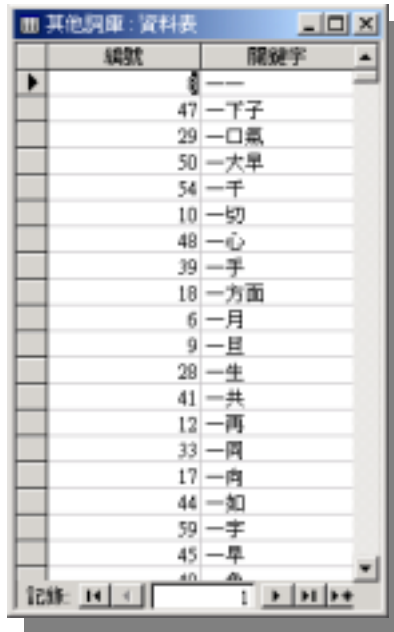 其他詞庫 : 資料表
編號 關鍵字
一一
47 一下子
29 一口氣
50 一大早
54 一千
10 一切
48 一心
39 一手
18 一方面
6 一月
9 一旦
28 一生
41 一共
12 一再
33 一同
17 一向
44 一如
59 一字
45 一早
記錄: 1